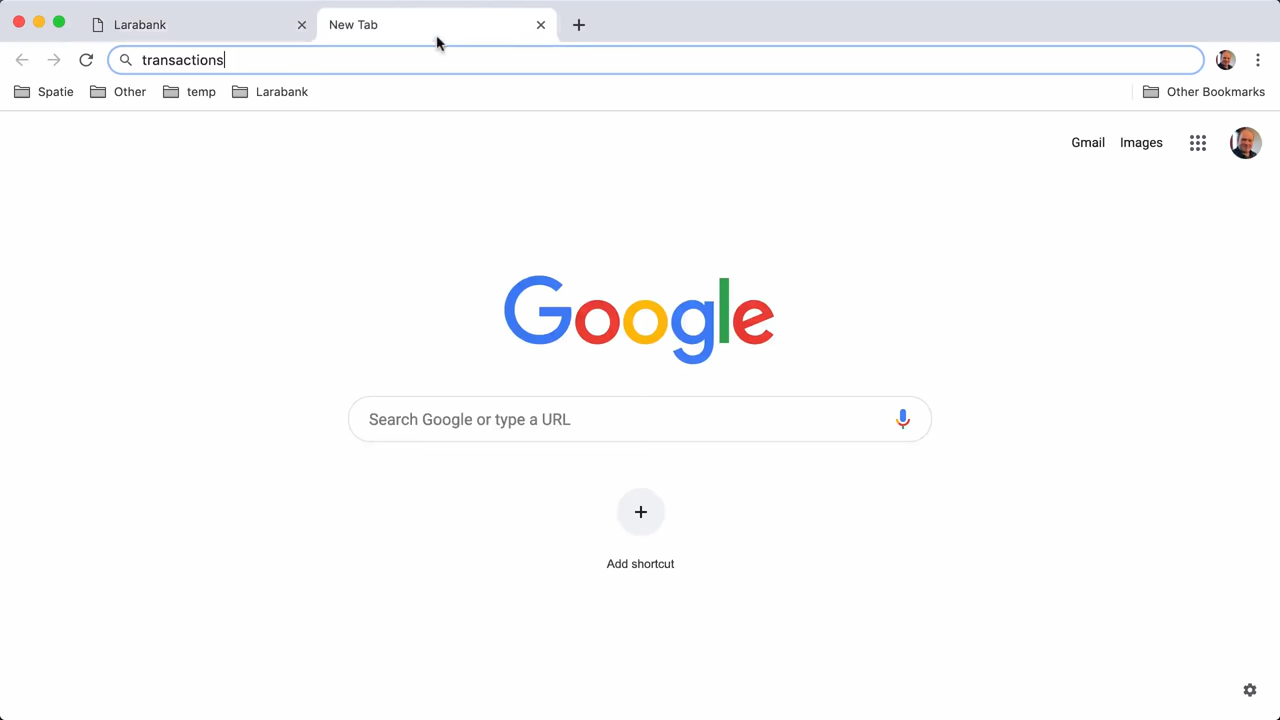 Larabank
New Tab
transactions
Spatie
Other
temp
Larabank
Other Bookmarks
Gmail
Images
Google
Search Google or type a URL
Add shortcut